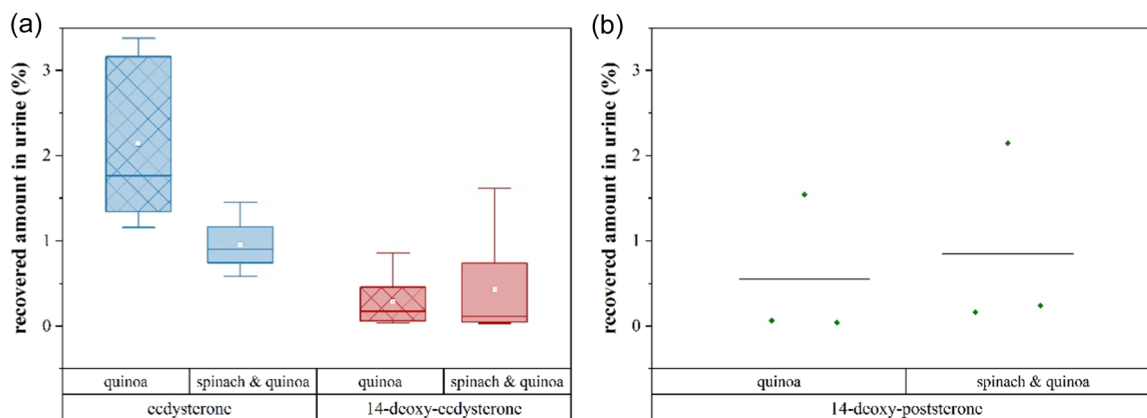 (a)
recovered amount in urine (%)
3
2
1
0
quinoa spinach & quinoa quinoa spinach & quinoa
ecdysterone 14-deoxy-ecdysterone
(b)
recovered amount in urine (%)
3
2
1
0
quinoa spinach & quinoa
14-deoxy-poststerone